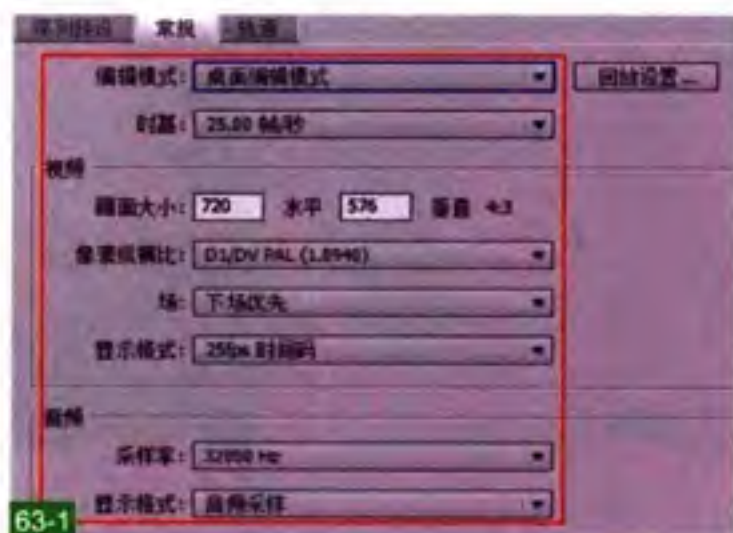 序列预设 常规 轨道
编辑模式: 桌面编辑模式 回放设置...
时基: 25.00 帧/秒
视频
画面大小: 720 水平 576 垂直 4:3
像素纵横比: D1/DV PAL (1.0940)
场: 下场优先
显示格式: 25fps 时间码
音频
采样率: 32000 Hz
显示格式: 音频采样
63-1